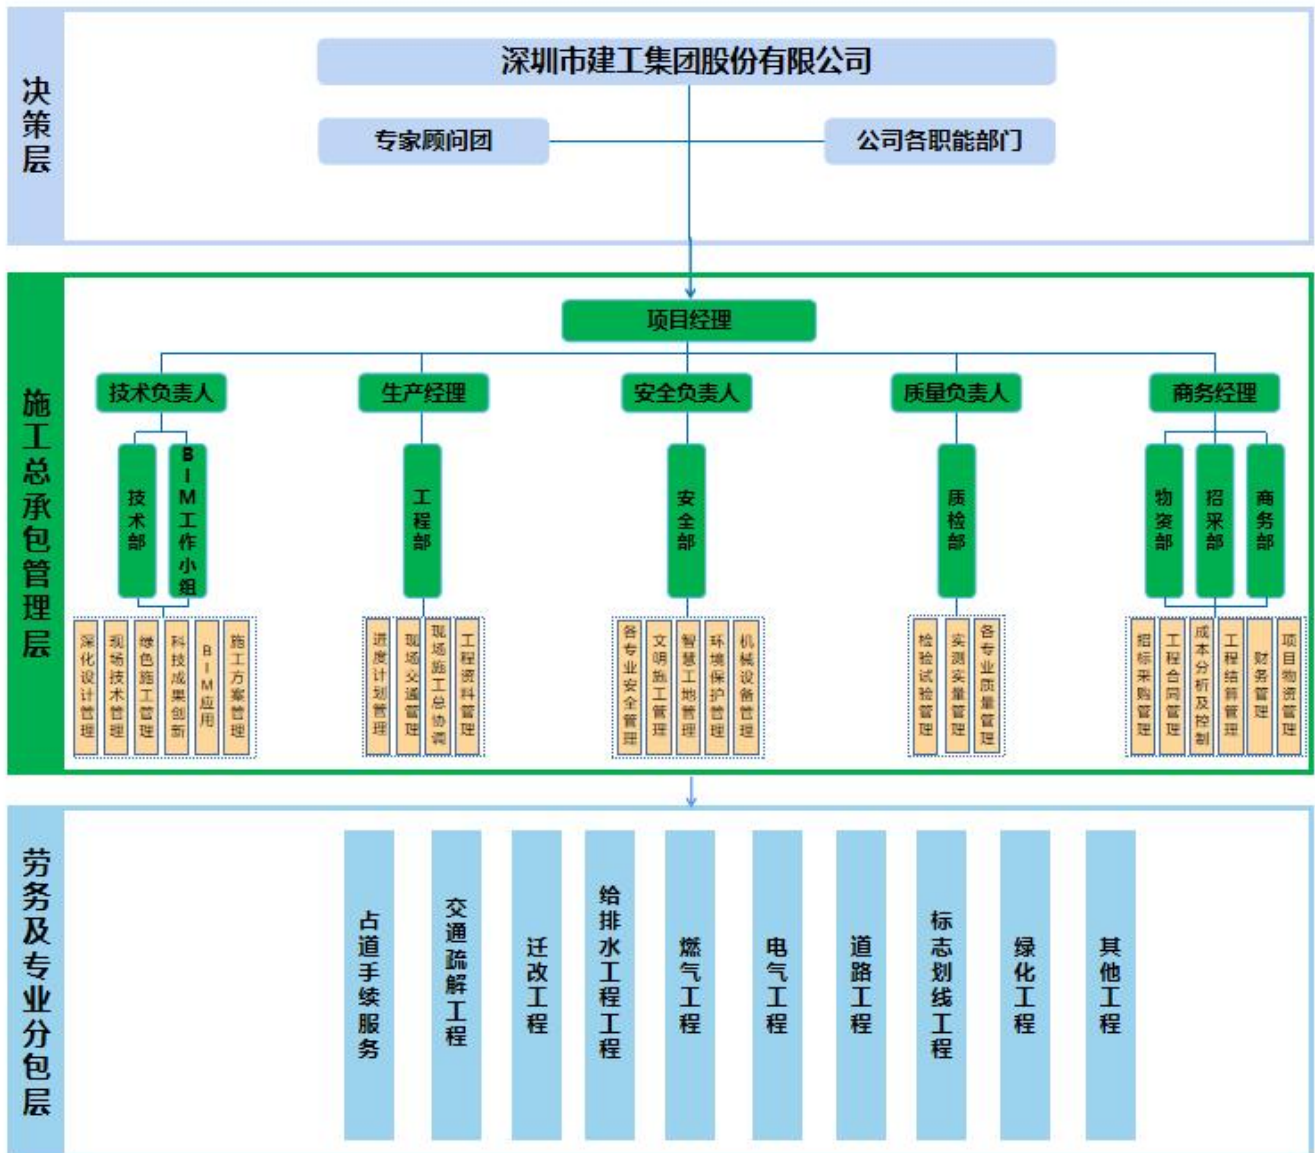 决策层
深圳市建工集团股份有限公司
专家顾问团
公司各职能部门
施工总承包管理层
项目经理
技术负责人
生产经理
安全负责人
质量负责人
商务经理
技术部
BIM工作小组
工程部
安全部
质检部
物资部
招采部
商务部
深化设计管理
现场技术管理
绿色施工管理
科技成果创新
BIM应用
施工方案管理
进度计划管理
现场交通管理
现场施工总协调
工程资料管理
各专业安全管理
文明施工管理
智慧工地管理
环境保护管理
机械设备管理
检验试验管理
实测实量管理
各专业质量管理
招标采购管理
工程合同管理
成本分析及控制
工程结算管理
财务管理
项目物资管理
劳务及专业分包层
占道手续服务
交通疏解工程
迁改工程
给排水工程工程
燃气工程
电气工程
道路工程
标志划线工程
绿化工程
其他工程